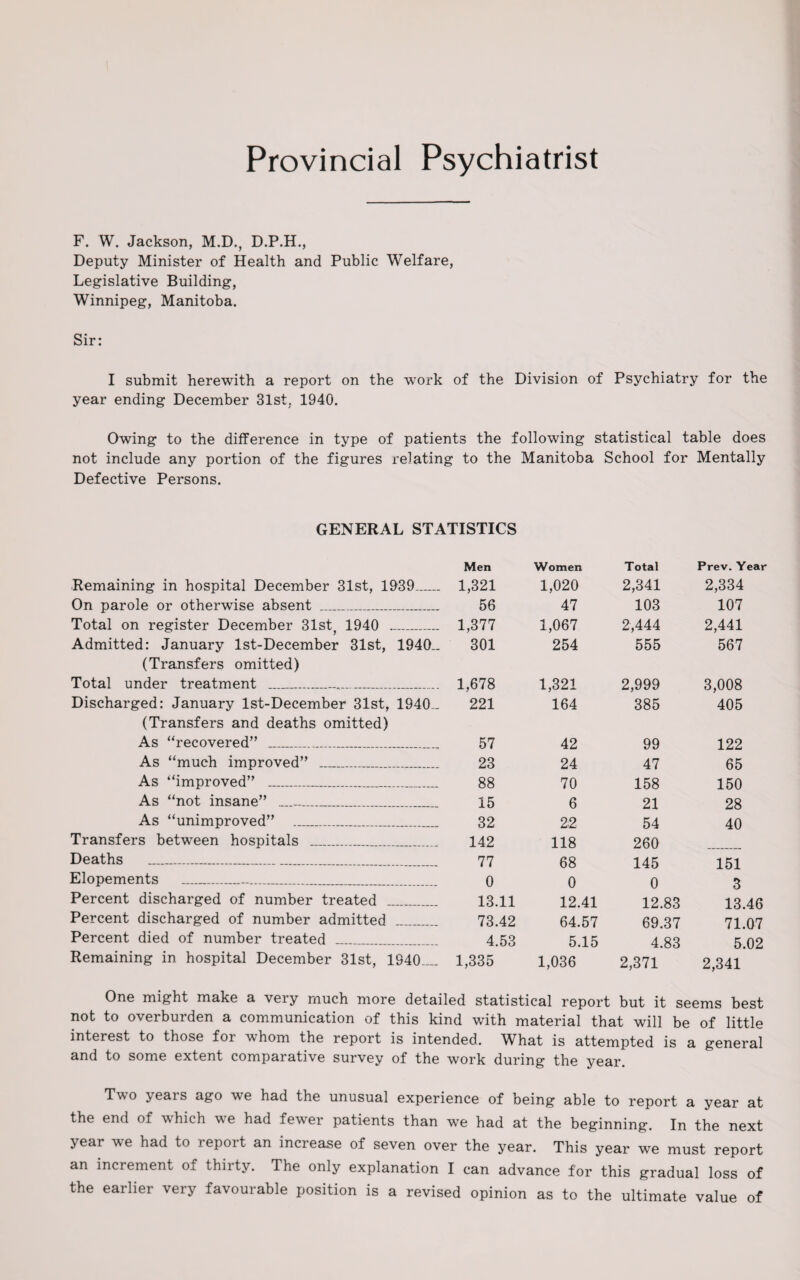 Provincial Psychiatrist
F. W. Jackson, M.D., D.P.H.,
Deputy Minister of Health and Public Welfare,
Legislative Building,
Winnipeg, Manitoba.
Sir:
I submit herewith a report on the work of the Division of Psychiatry for the
year ending December 31st, 1940.
Owing to the difference in type of patients the following statistical table does
not include any portion of the figures relating to the Manitoba School for Mentally
Defective Persons.
GENERAL STATISTICS
Men Women Total Prev. Year
Remaining in hospital December 31st, 1939 1,321 1,020 2,341 2,334
On parole or otherwise absent 56 47 103 107
Total on register December 31st, 1940 1,377 1,067 2,444 2,441
Admitted: January 1st-December 31st, 1940 301 254 555 567
(Transfers omitted)
Total under treatment 1,678 1,321 2,999 3,008
Discharged: January 1st-December 31st, 1940 221 164 385 405
(Transfers and deaths omitted)
As “recovered” 57 42 99 122
As “much improved” 23 24 47 65
As “improved” 88 70 158 150
As “not insane” 15 6 21 28
As “unimproved” 32 22 54 40
Transfers between hospitals 142 118 260
Deaths 77 68 145 151
Elopements 0 0 0 3
Percent discharged of number treated 13.11 12.41 12.83 13.46
Percent discharged of number admitted 73.42 64.57 69.37 71.07
Percent died of number treated 4.53 5.15 4.83 5.02
Remaining in hospital December 31st, 1940 1,335 1,036 2,371 2,341
One might make a very much more detailed statistical report but it seems best
not to overburden a communication of this kind with material that will be of little
interest to those for whom the report is intended. What is attempted is a general
and to some extent comparative survey of the work during the year.
Two years ago we had the unusual experience of being able to report a year at
the end of which we had fewer patients than we had at the beginning. In the next
year we had to report an increase of seven over the year. This year we must report
an increment of thirty. The only explanation I can advance for this gradual loss of
the earlier very favourable position is a revised opinion as to the ultimate value of